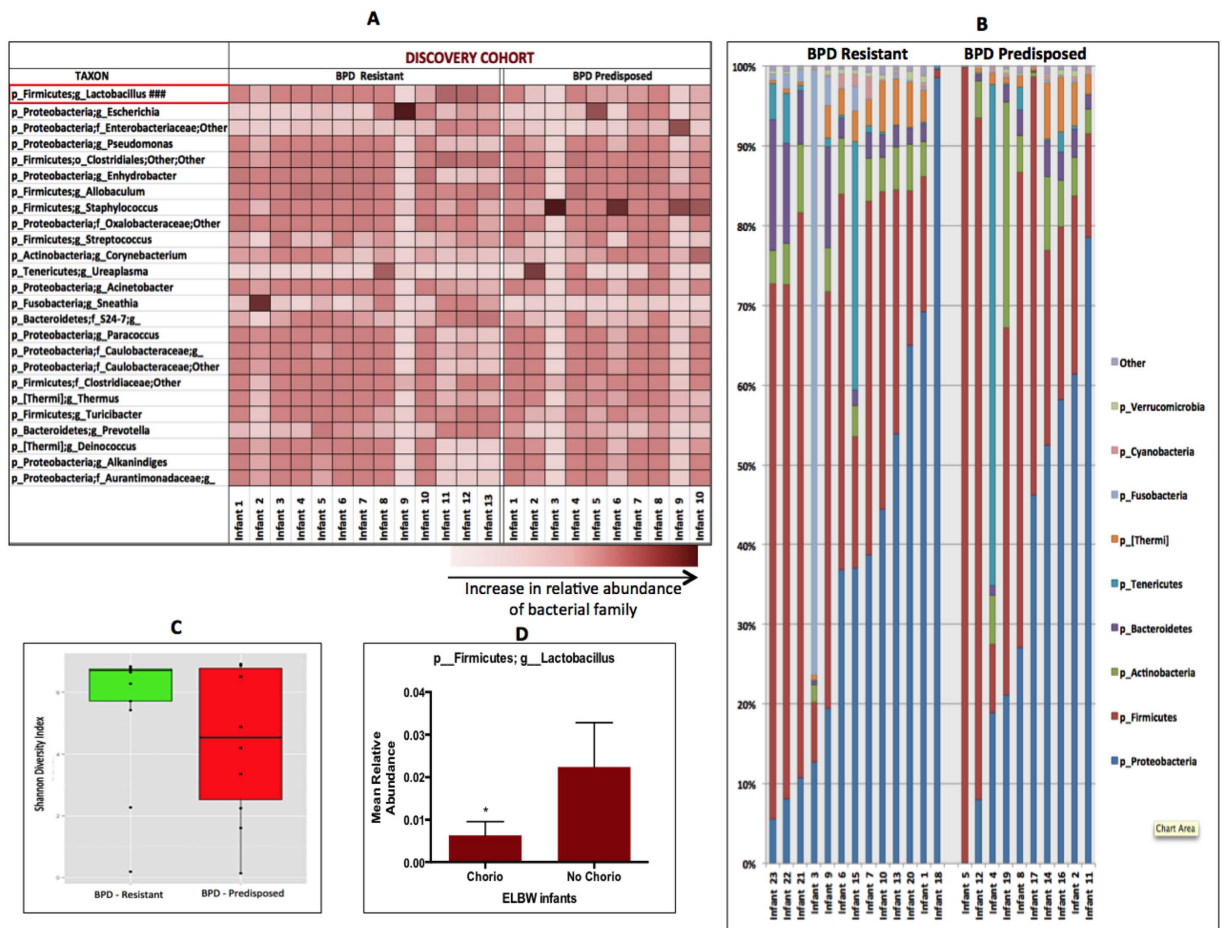 A
DISCOVERY COHORT
TAXON
BPD Resistant
BPD Predisposed
p_Firmicutes;g_Lactobacillus ###
p_Proteobacteria;g_Escherichia
p_Proteobacteria;f_Enterobacteriaceae;Other
p_Proteobacteria;g_Pseudomonas
p_Firmicutes;o_Clostridiales;Other;Other
p_Proteobacteria;g_Enhydrobacter
p_Firmicutes;g_Allobaculum
p_Firmicutes;g_Staphylococcus
p_Proteobacteria;f_Oxalobacteraceae;Other
p_Firmicutes;g_Streptococcus
p_Actinobacteria;g_Corynebacterium
p_Tenericutes;g_Ureaplasma
p_Proteobacteria;g_Acinetobacter
p_Fusobacteria;g_Sneathia
p_Bacteroidetes;f_S24-7;g_
p_Proteobacteria;g_Paracoccus
p_Proteobacteria;f_Caulobacteraceae;g_
p_Proteobacteria;f_Caulobacteraceae;Other
p_Firmicutes;f_Clostridiaceae;Other
p_[Thermi];g_Thermus
p_Firmicutes;g_Turicibacter
p_Bacteroidetes;g_Prevotella
p_[Thermi];g_Deinococcus
p_Proteobacteria;g_Alkanindiges
p_Proteobacteria;f_Aurantimonadaceae;g_
Infant 1
Infant 2
Infant 3
Infant 4
Infant 5
Infant 6
Infant 7
Infant 8
Infant 9
Infant 10
Infant 11
Infant 12
Infant 13
Infant 1
Infant 2
Infant 3
Infant 4
Infant 5
Infant 6
Infant 7
Infant 8
Infant 9
Infant 10
Increase in relative abundance
of bacterial family
B
BPD Resistant
BPD Predisposed
100%
90%
80%
70%
60%
50%
40%
30%
20%
10%
0%
Infant 23
Infant 22
Infant 21
Infant 3
Infant 9
Infant 6
Infant 15
Infant 7
Infant 10
Infant 13
Infant 20
Infant 1
Infant 18
Infant 5
Infant 12
Infant 4
Infant 19
Infant 8
Infant 17
Infant 14
Infant 16
Infant 2
Infant 11
Other
p_Verrucomicrobia
p_Cyanobacteria
p_Fusobacteria
p_[Thermi]
p_Tenericutes
p_Bacteroidetes
p_Actinobacteria
p_Firmicutes
p_Proteobacteria
Chart Area
C
Shannon Diversity Index
6
4
2
0
BPD - Resistant
BPD - Predisposed
D
p__Firmicutes; g__Lactobacillus
Mean Relative
Abundance
0.04
0.03
0.02
0.01
0.00
*
Chorio
No Chorio
ELBW infants